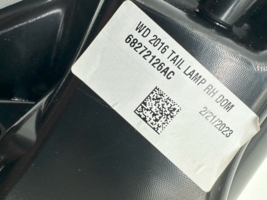 WD 2016 TAIL LAMP RH DOM
68272126AC
2/21/2023